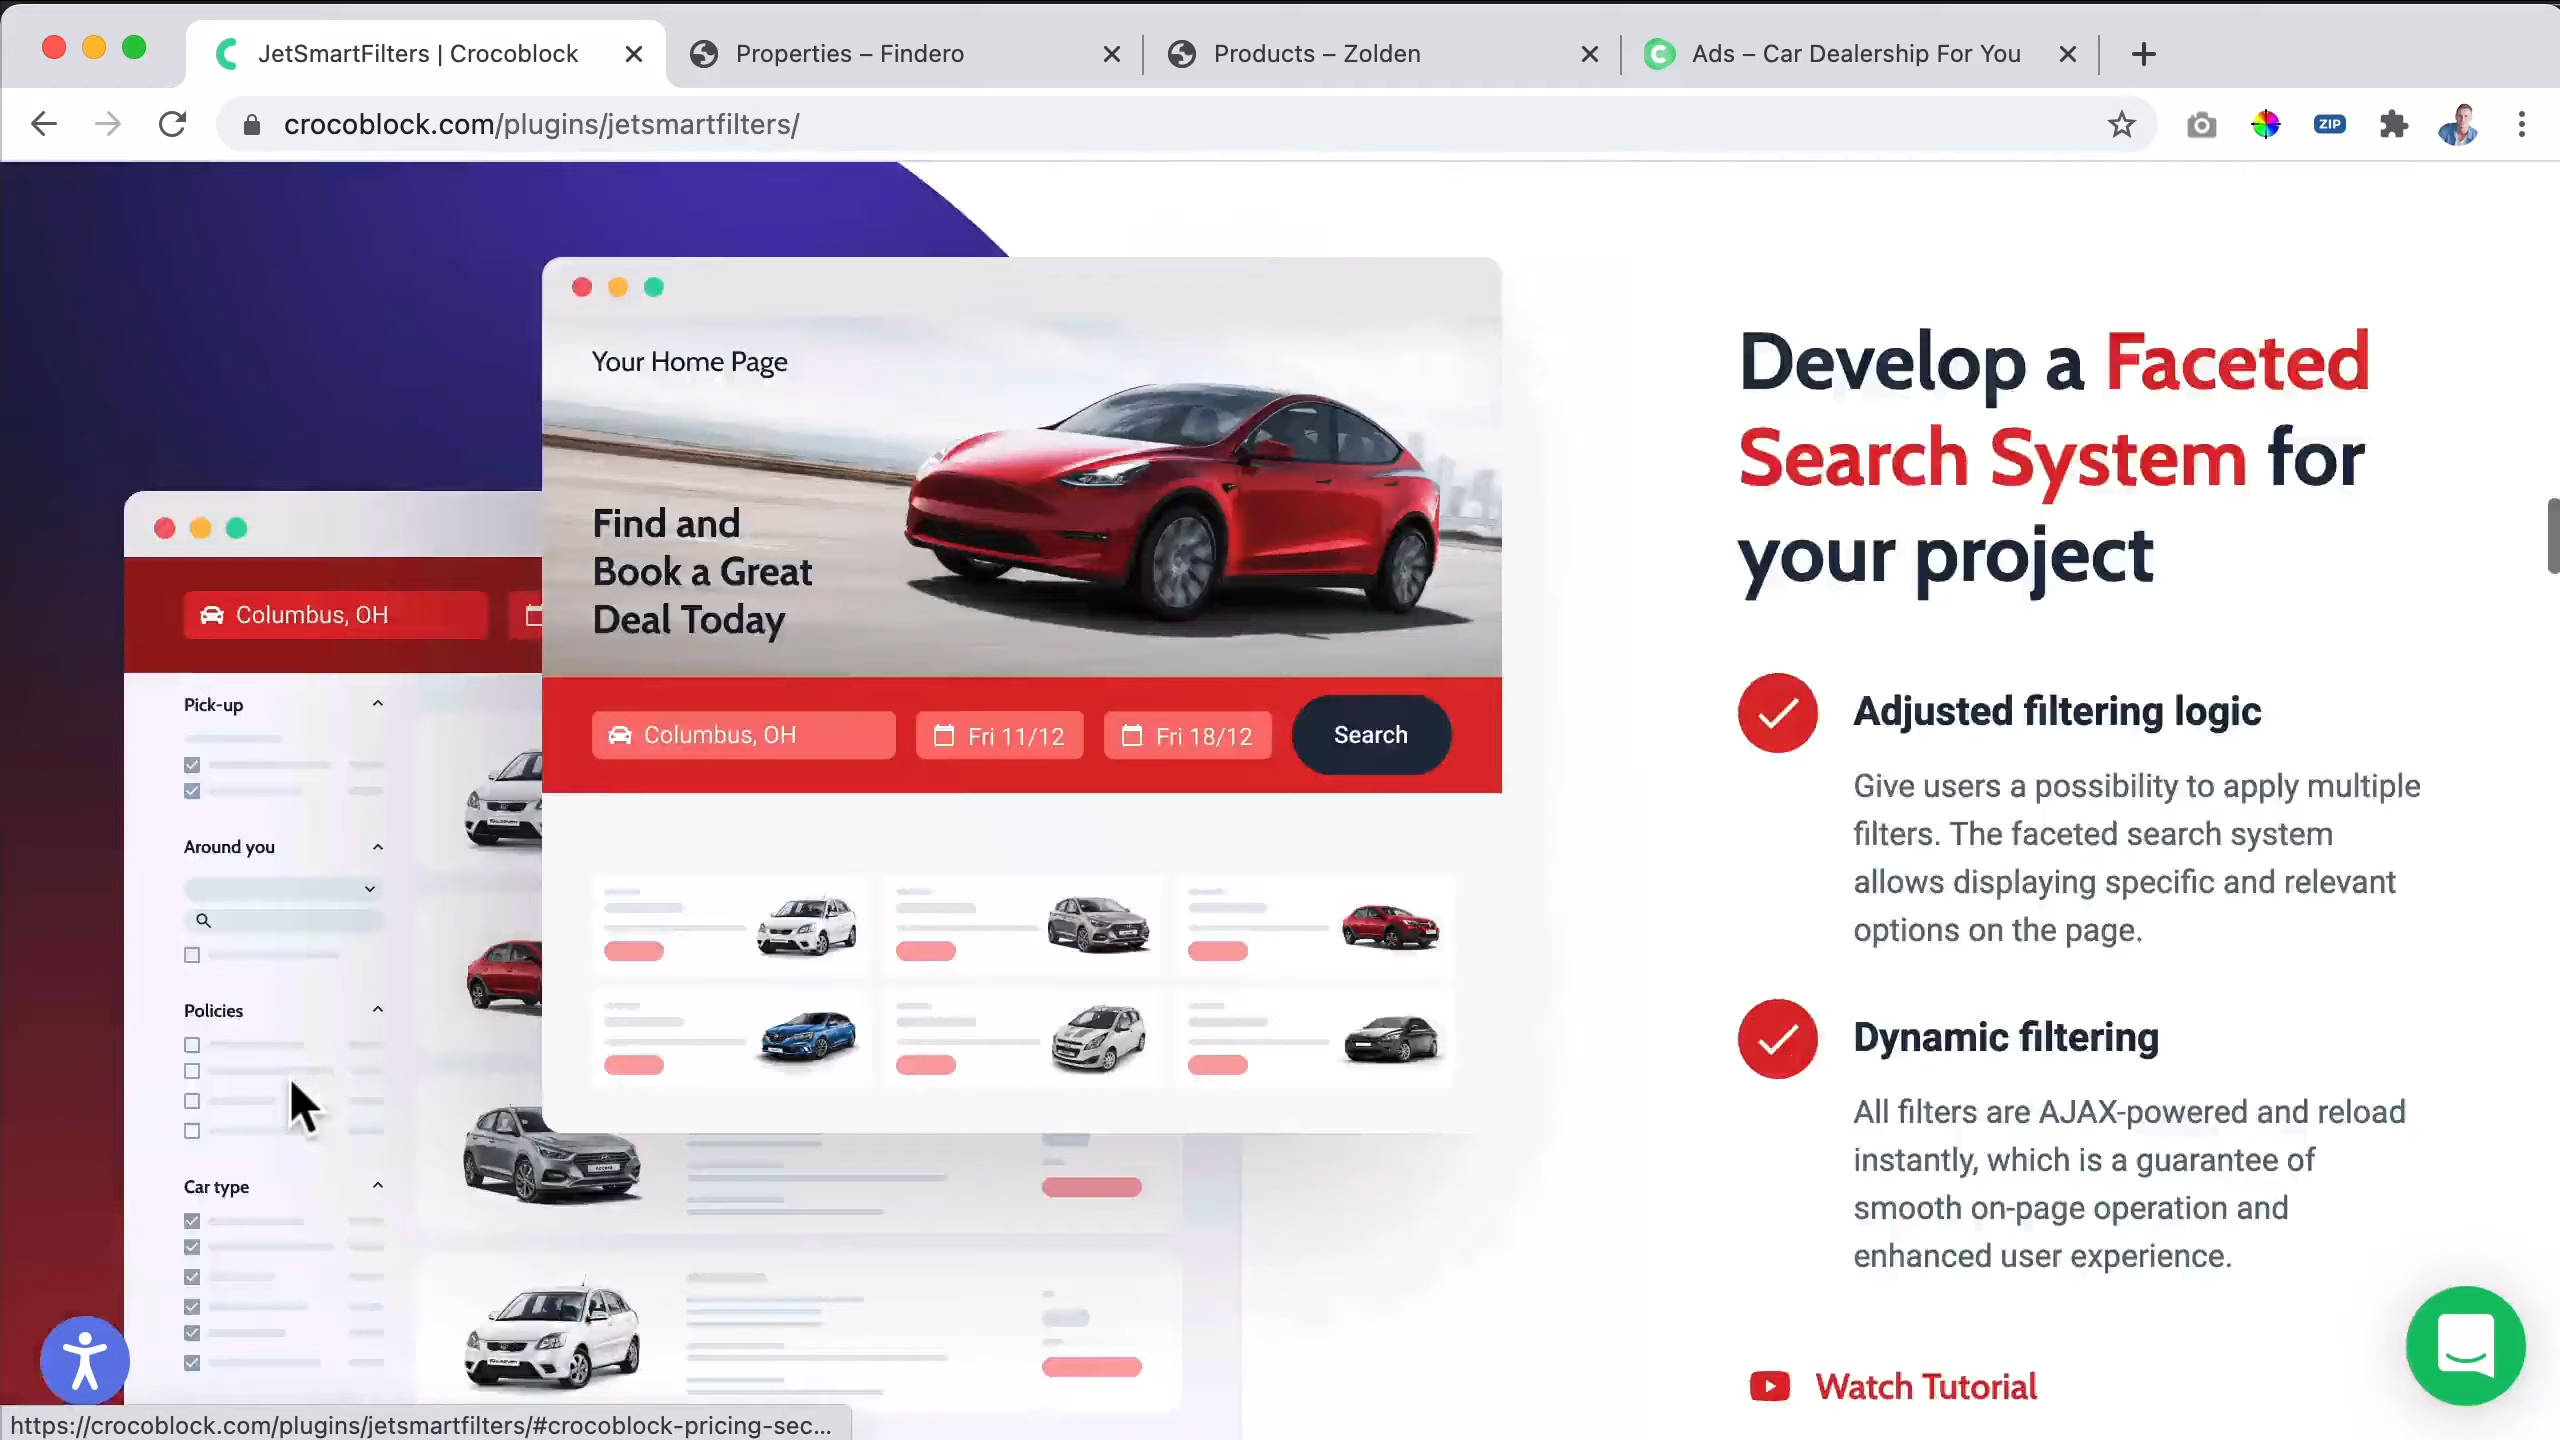 JetSmartFilters | Crocoblock
Properties – Findero
Products – Zolden
Ads – Car Dealership For You
crocoblock.com/plugins/jetsmartfilters/
ZIP
Your Home Page
Find and
Book a Great
Deal Today
Columbus, OH
Fri 11/12
Fri 18/12
Search
Columbus, OH
Pick-up
Around you
Policies
Car type
Develop a Faceted
Search System for
your project
Adjusted filtering logic
Give users a possibility to apply multiple
filters. The faceted search system
allows displaying specific and relevant
options on the page.
Dynamic filtering
All filters are AJAX-powered and reload
instantly, which is a guarantee of
smooth on-page operation and
enhanced user experience.
Watch Tutorial
https://crocoblock.com/plugins/jetsmartfilters/#crocoblock-pricing-sec...